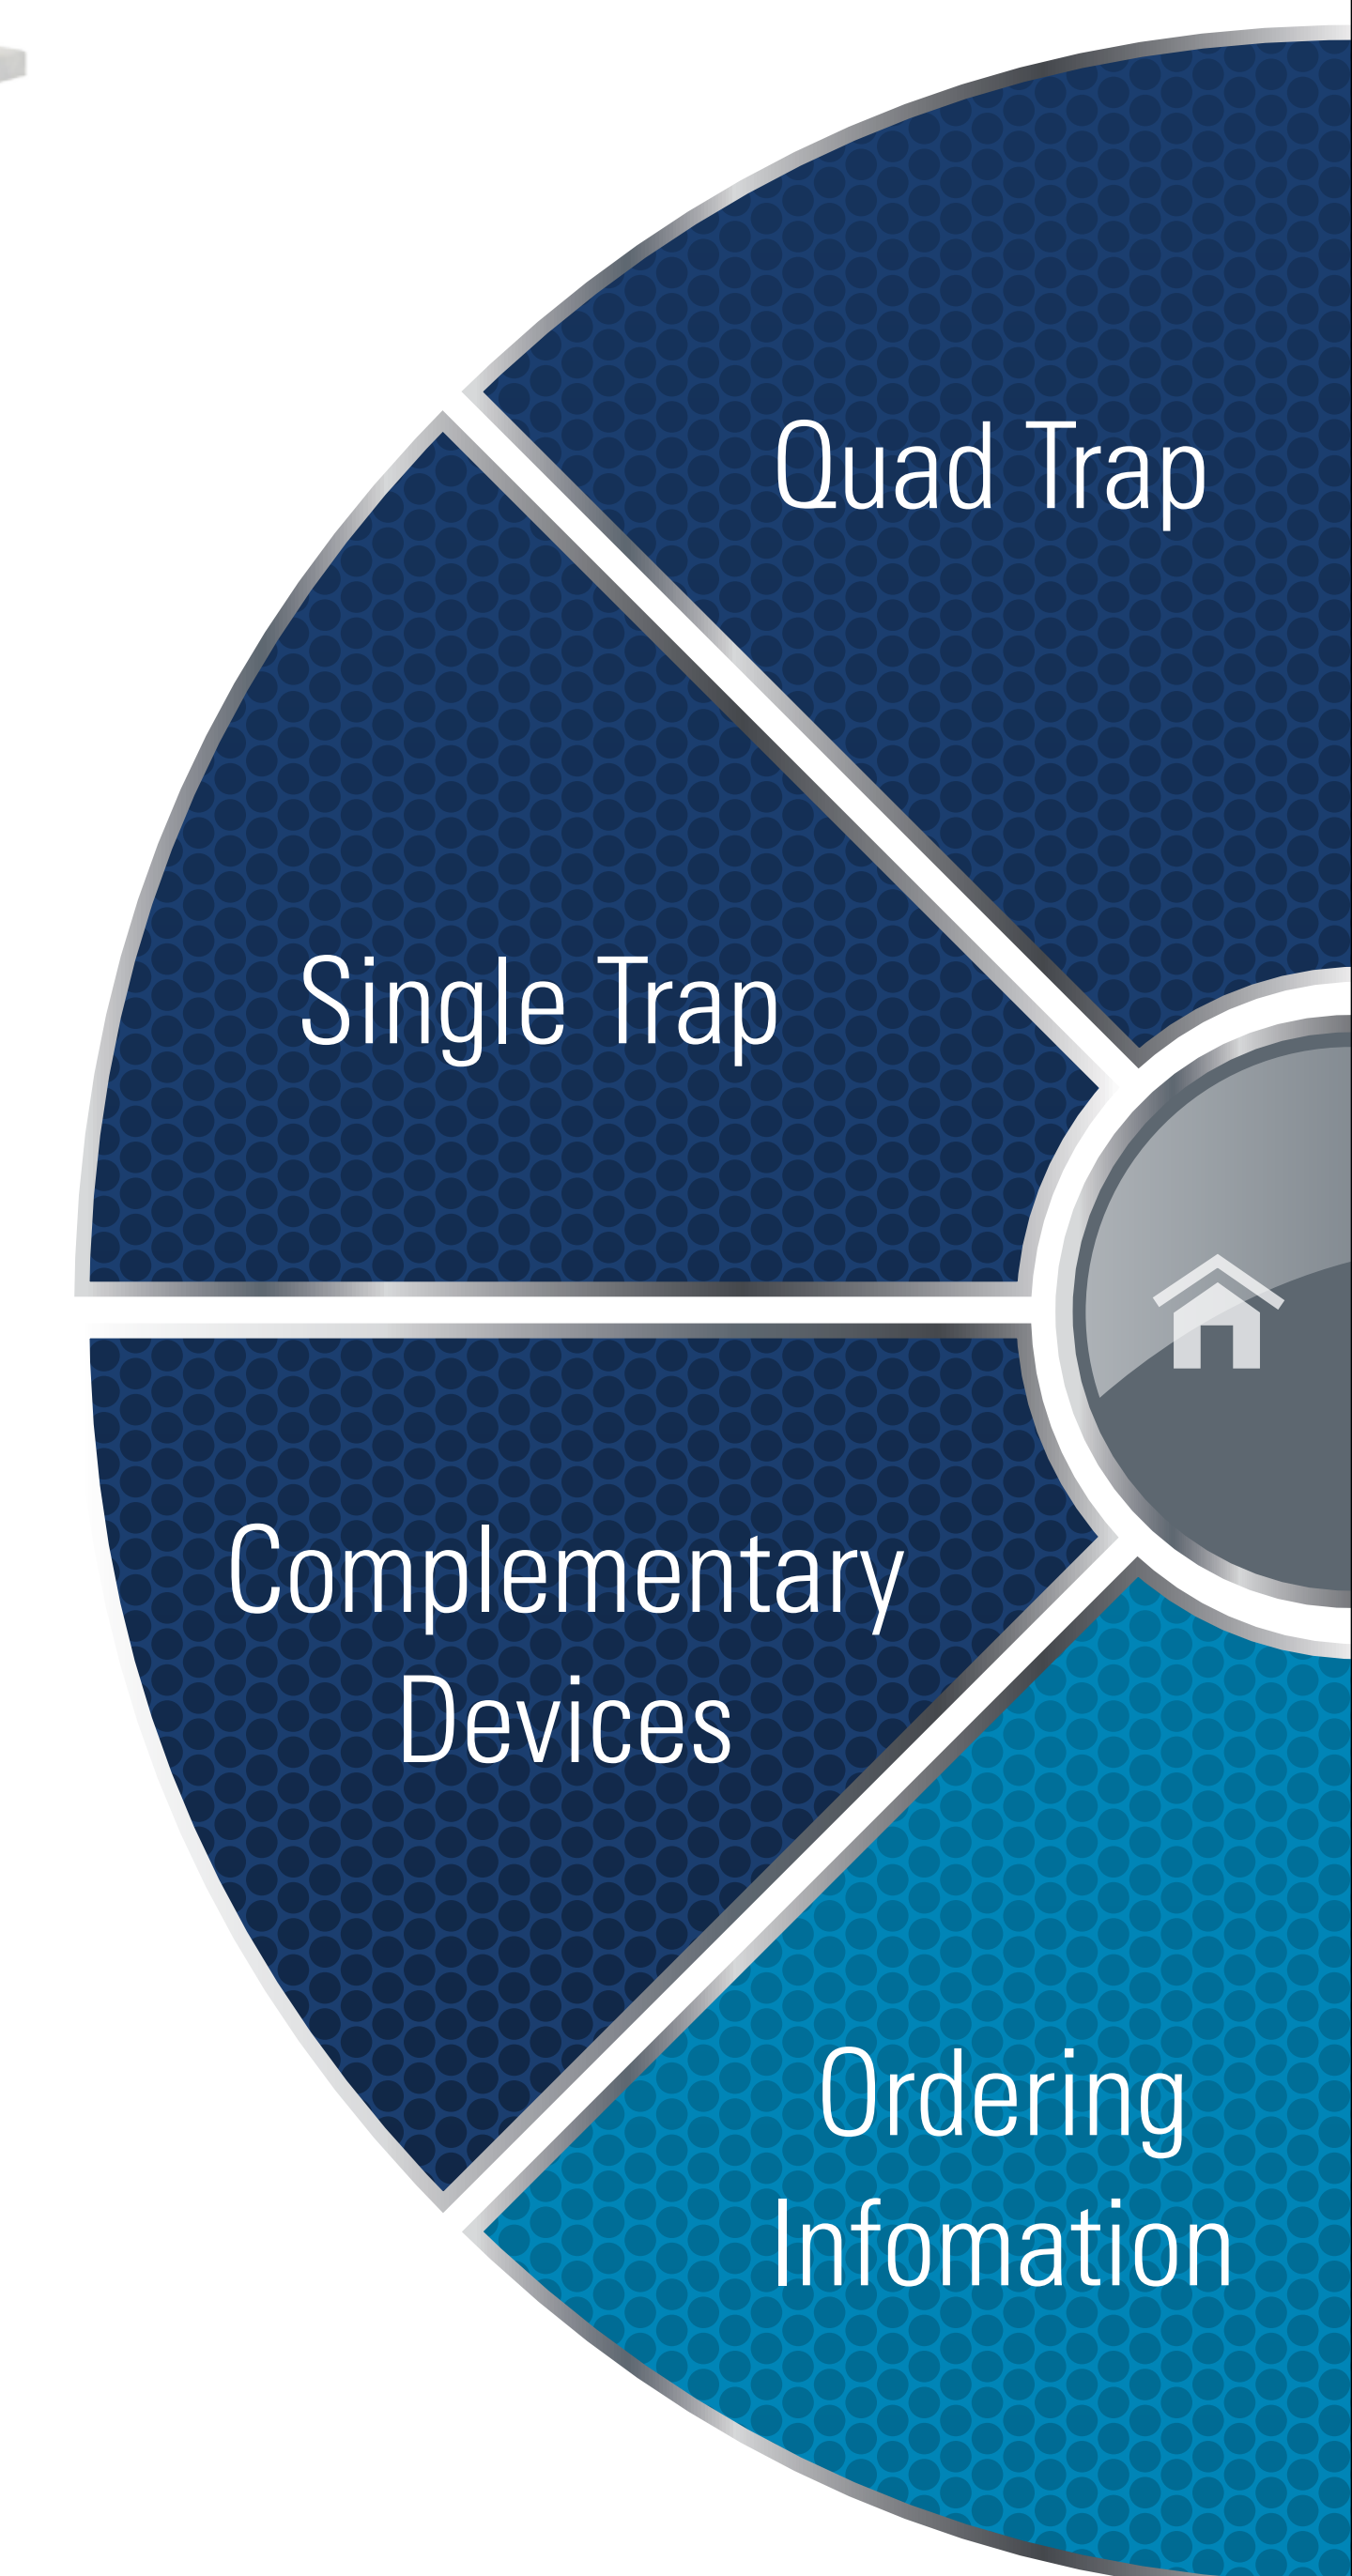 Quad Trap
Single Trap
Complementary
Devices
Ordering
Infomation